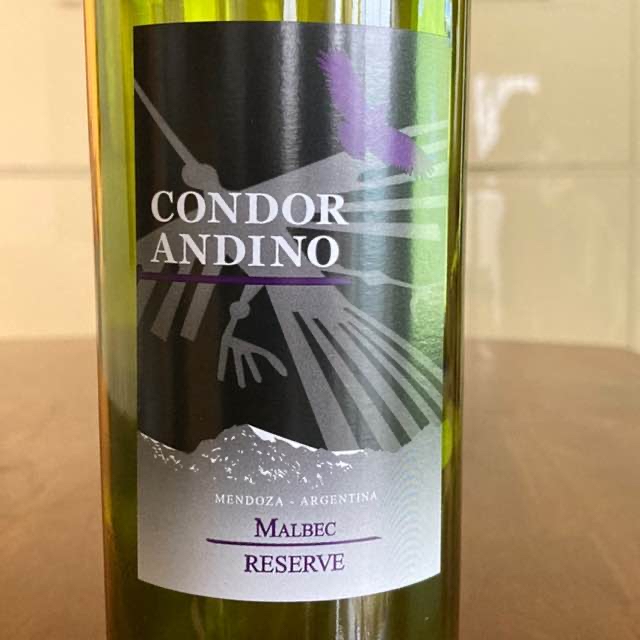 CONDOR
ANDINO
MENDOZA - ARGENTINA
MALBEC
RESERVE